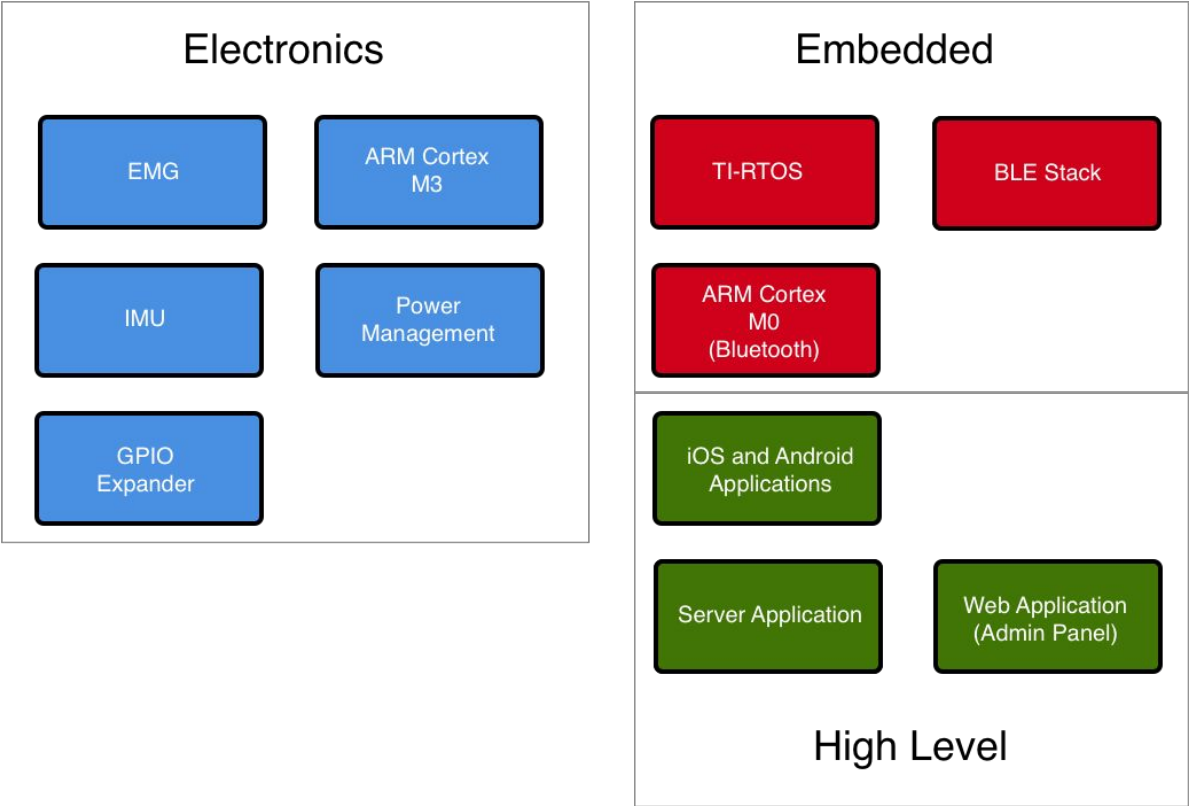 Electronics
EMG
ARM Cortex
M3
IMU
Power
Management
GPIO
Expander
Embedded
TI-RTOS
BLE Stack
ARM Cortex
M0
(Bluetooth)
iOS and Android
Applications
Server Application
Web Application
(Admin Panel)
High Level